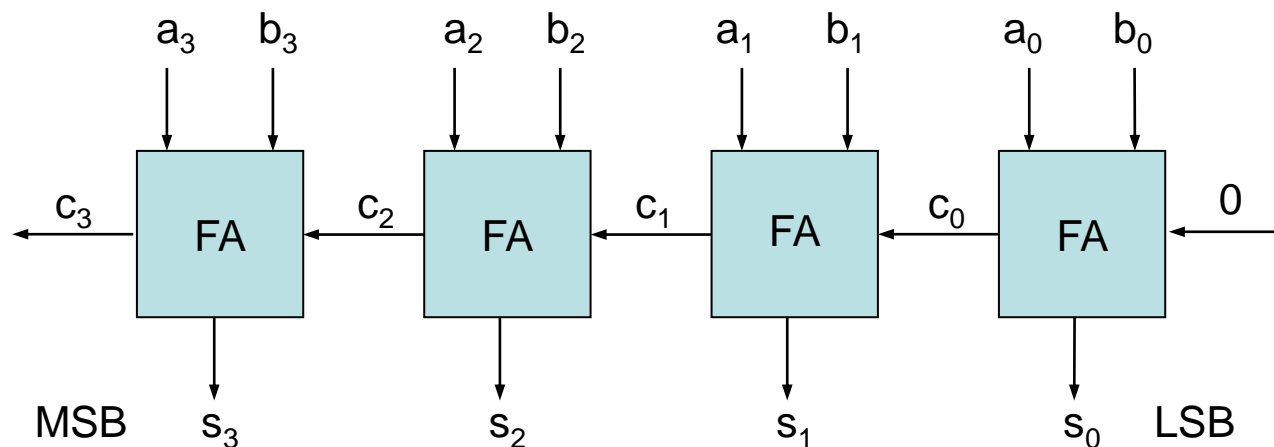 a₃ b₃ a₂ b₂ a₁ b₁ a₀ b₀
c₃ FA c₂ FA c₁ FA c₀ FA 0
MSB s₃ s₂ s₁ s₀ LSB